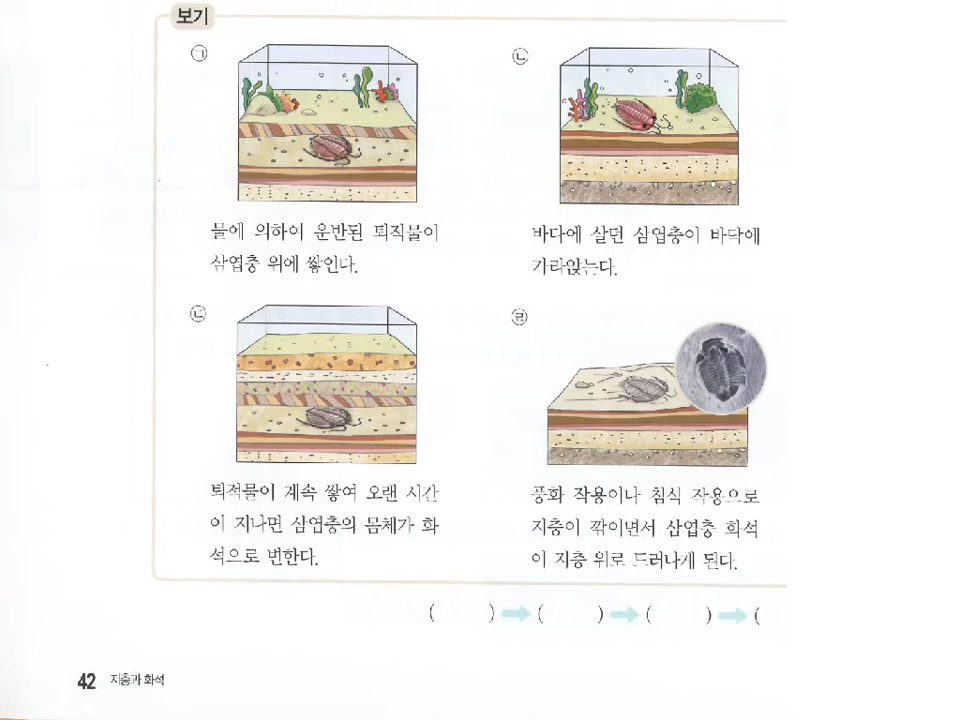 보기
㉠
물에 의하여 운반된 퇴적물이
삼엽충 위에 쌓인다.
㉡
바다에 살던 삼엽충이 바닥에
가라앉는다.
㉢
퇴적물이 계속 쌓여 오랜 시간
이 지나면 삼엽충의 몸체가 화
석으로 변한다.
㉣
풍화 작용이나 침식 작용으로
지층이 깎이면서 삼엽충 화석
이 지층 위로 드러나게 된다.
(      ) ➡ (      ) ➡ (      ) ➡ (
42 지층과 화석